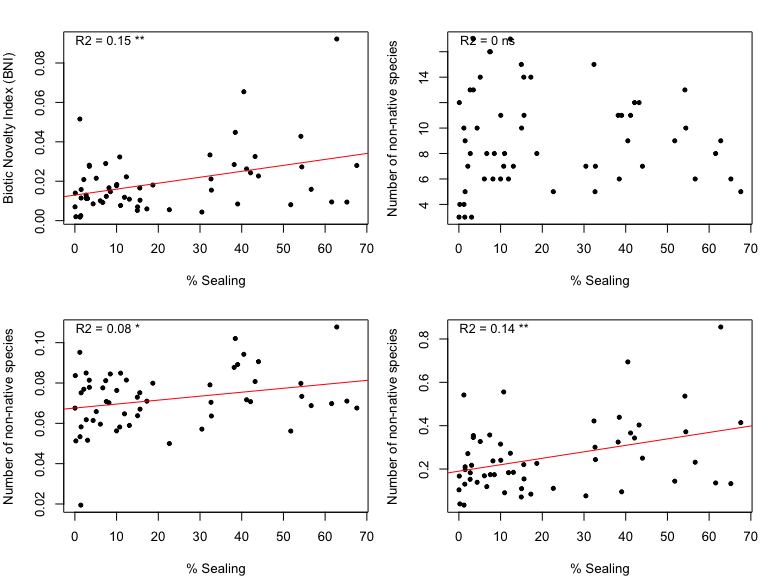 R2 = 0.15 **
Biotic Novelty Index (BNI)
0.00 0.02 0.04 0.06 0.08
0 10 20 30 40 50 60 70
% Sealing
R2 = 0 ns
Number of non-native species
4 6 8 10 14
0 10 20 30 40 50 60 70
% Sealing
R2 = 0.08 *
Number of non-native species
0.02 0.04 0.06 0.08 0.10
0 10 20 30 40 50 60 70
% Sealing
R2 = 0.14 **
Number of non-native species
0.2 0.4 0.6 0.8
0 10 20 30 40 50 60 70
% Sealing